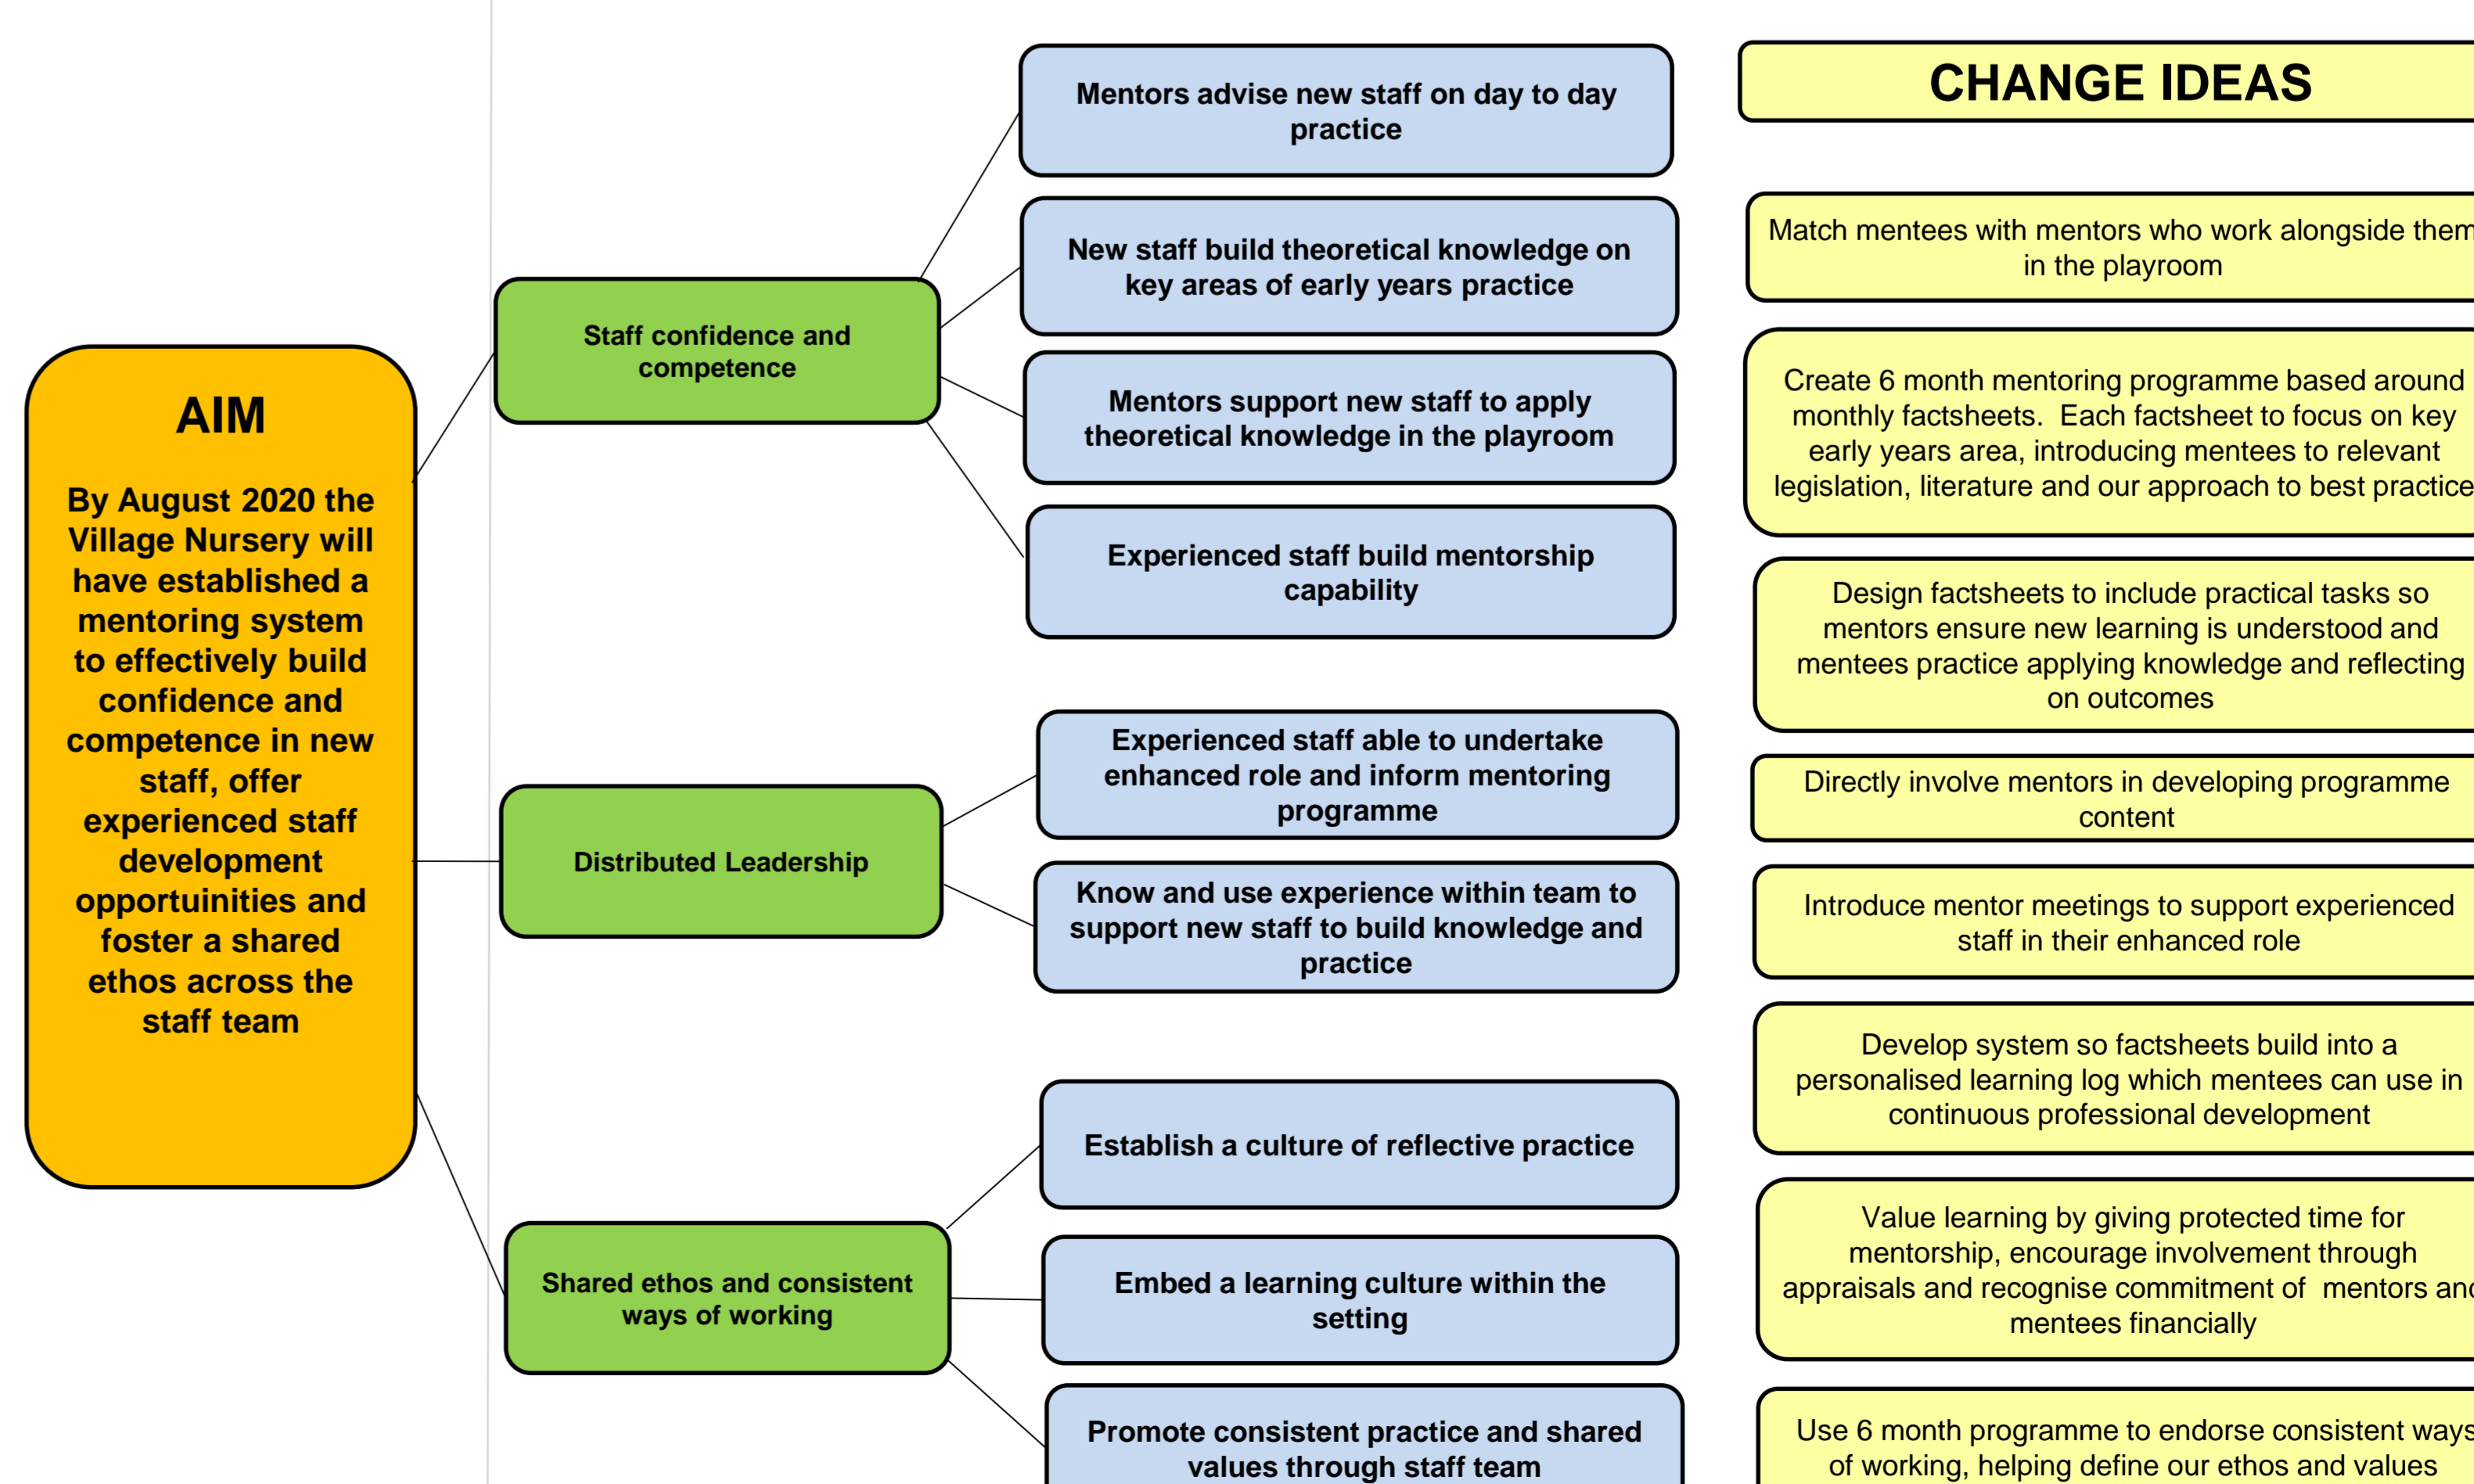 AIM
By August 2020 the
Village Nursery will
have established a
mentoring system
to effectively build
confidence and
competence in new
staff, offer
experienced staff
development
opportuinities and
foster a shared
ethos across the
staff team
Staff confidence and
competence
Distributed Leadership
Shared ethos and consistent
ways of working
Mentors advise new staff on day to day
practice
New staff build theoretical knowledge on
key areas of early years practice
Mentors support new staff to apply
theoretical knowledge in the playroom
Experienced staff build mentorship
capability
Experienced staff able to undertake
enhanced role and inform mentoring
programme
Know and use experience within team to
support new staff to build knowledge and
practice
Establish a culture of reflective practice
Embed a learning culture within the
setting
Promote consistent practice and shared
values through staff team
CHANGE IDEAS
Match mentees with mentors who work alongside them
in the playroom
Create 6 month mentoring programme based around
monthly factsheets. Each factsheet to focus on key
early years area, introducing mentees to relevant
legislation, literature and our approach to best practice
Design factsheets to include practical tasks so
mentors ensure new learning is understood and
mentees practice applying knowledge and reflecting
on outcomes
Directly involve mentors in developing programme
content
Introduce mentor meetings to support experienced
staff in their enhanced role
Develop system so factsheets build into a
personalised learning log which mentees can use in
continuous professional development
Value learning by giving protected time for
mentorship, encourage involvement through
appraisals and recognise commitment of mentors and
mentees financially
Use 6 month programme to endorse consistent ways
of working, helping define our ethos and values